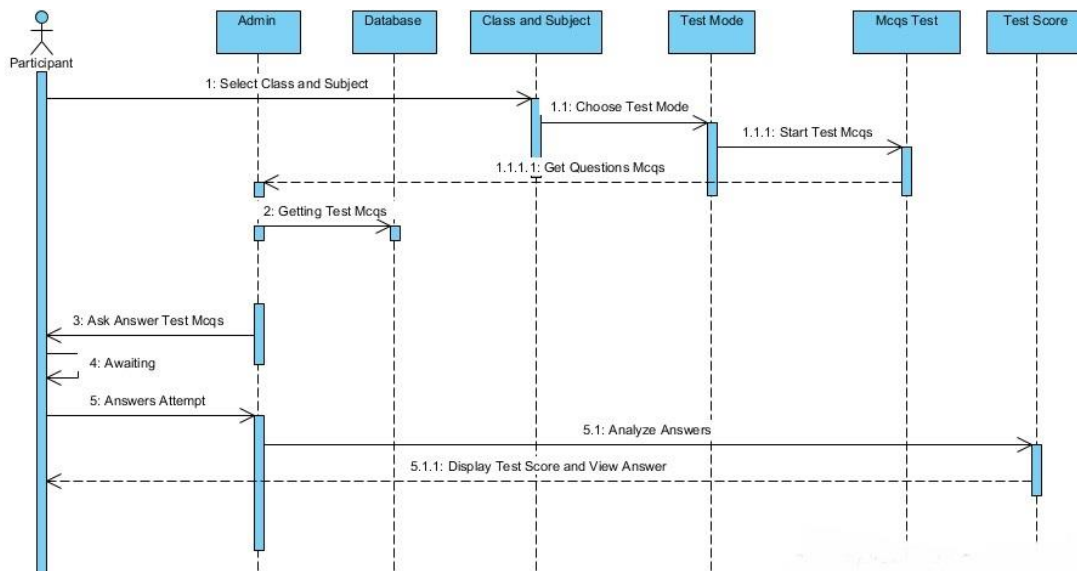 Participant
Admin
Database
Class and Subject
Test Mode
Mcqs Test
Test Score
1: Select Class and Subject
1.1: Choose Test Mode
1.1.1: Start Test Mcqs
1.1.1.1: Get Questions Mcqs
2: Getting Test Mcqs
3: Ask Answer Test Mcqs
4: Awaiting
5: Answers Attempt
5.1: Analyze Answers
5.1.1: Display Test Score and View Answer